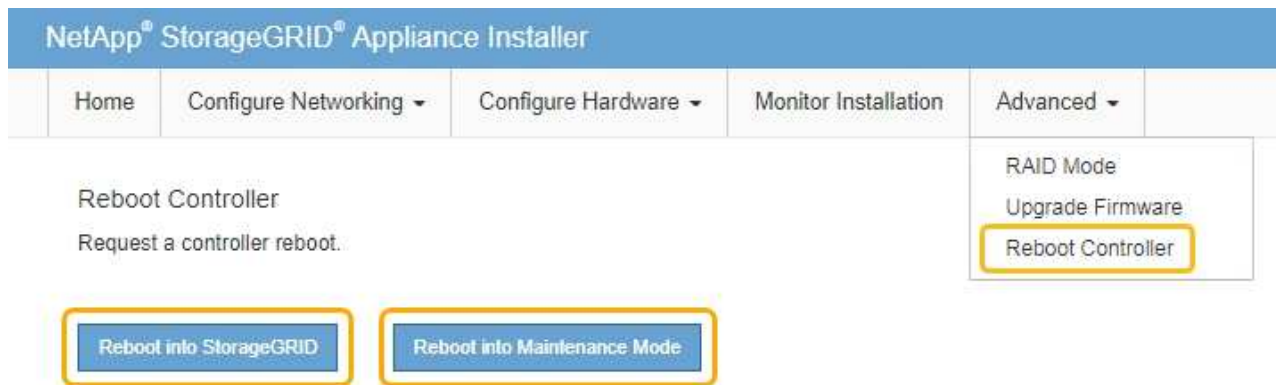 NetApp® StorageGRID® Appliance Installer
Home Configure Networking Configure Hardware Monitor Installation Advanced
RAID Mode
Upgrade Firmware
Reboot Controller
Reboot Controller
Request a controller reboot.
Reboot into StorageGRID Reboot into Maintenance Mode